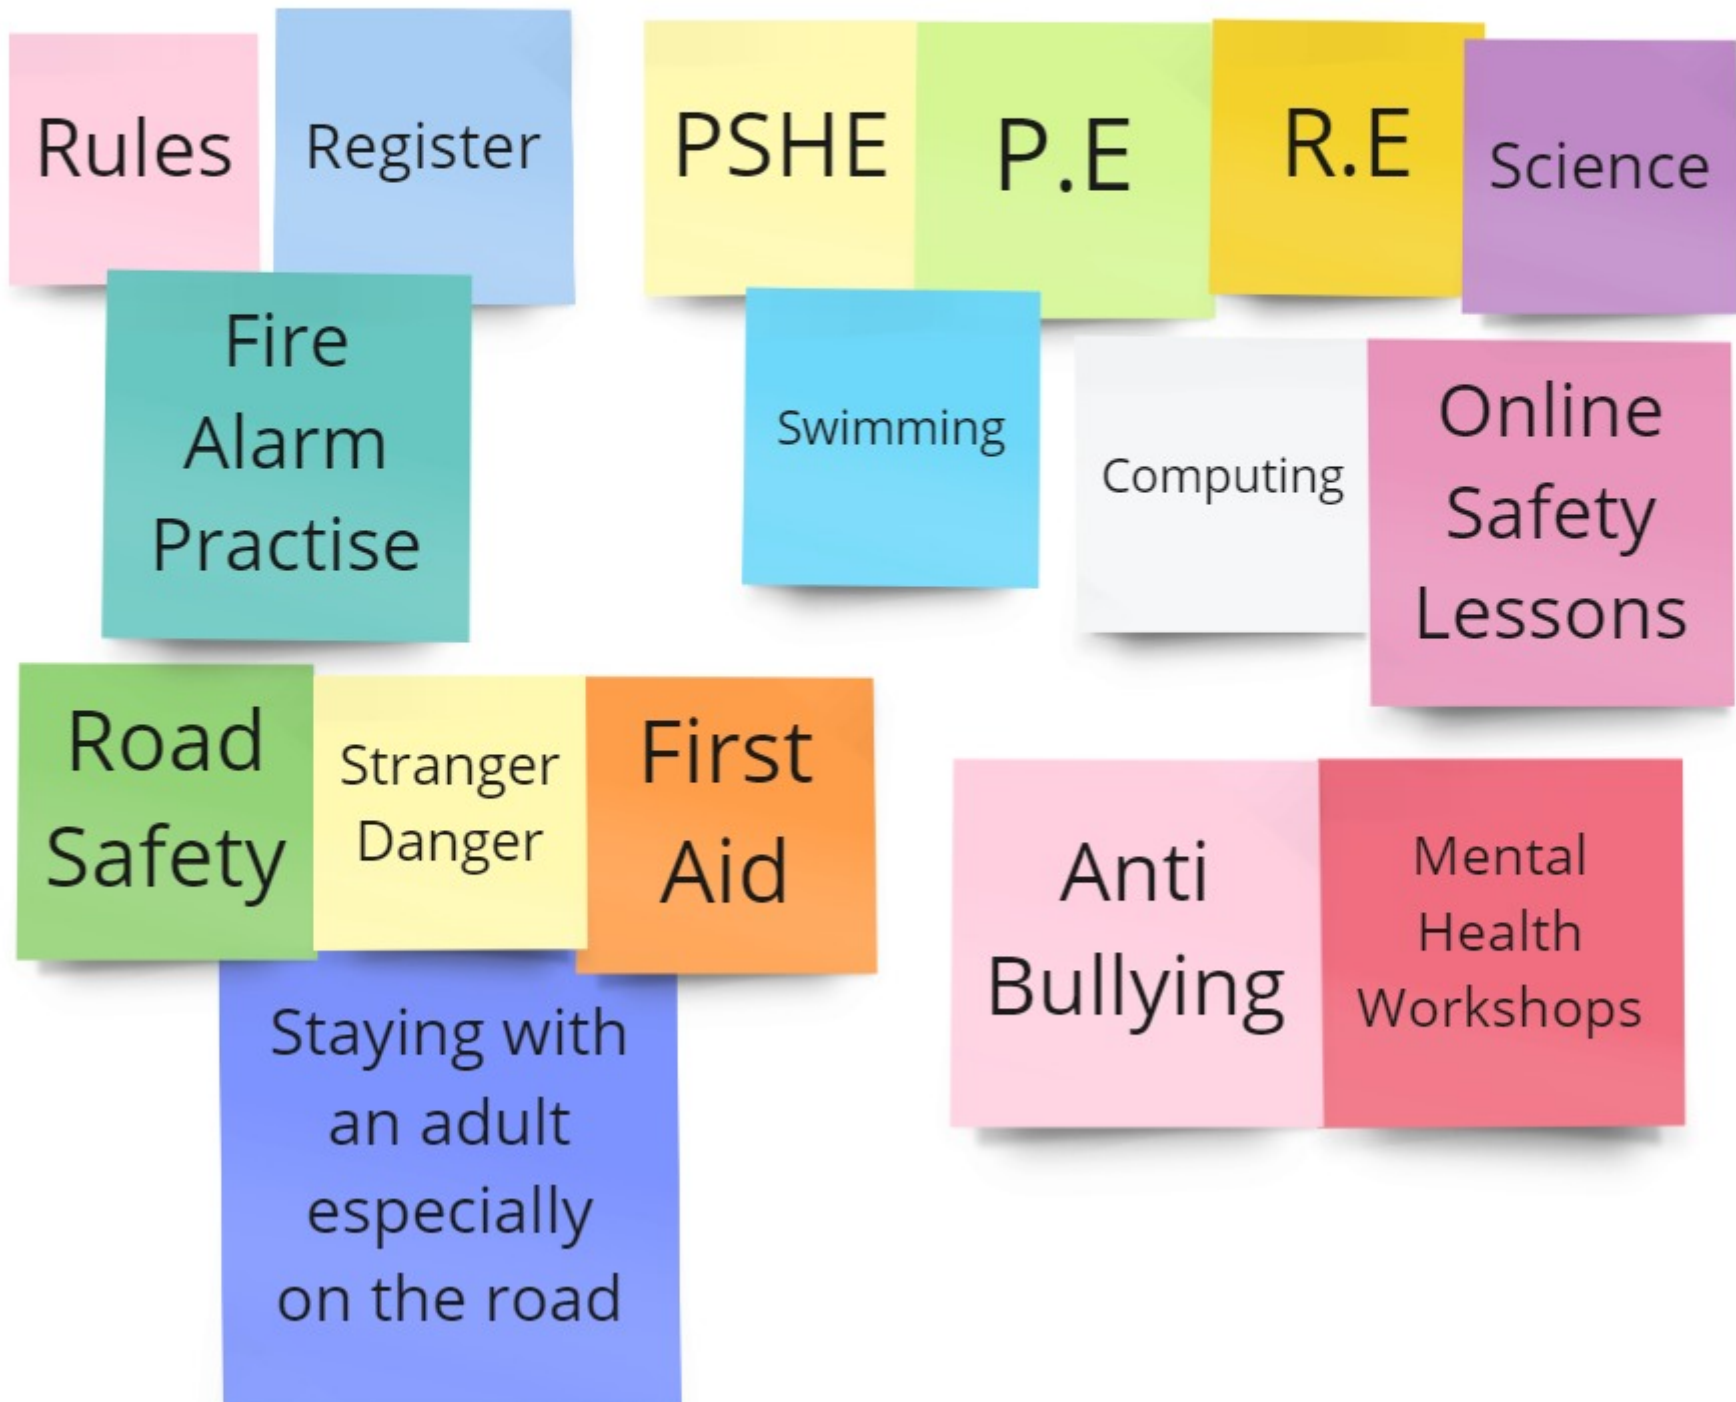 Rules
Register
Fire
Alarm
Practise
PSHE
P.E
R.E
Science
Swimming
Computing
Online
Safety
Lessons
Road
Safety
Stranger
Danger
First
Aid
Staying with
an adult
especially
on the road
Anti
Bullying
Mental
Health
Workshops